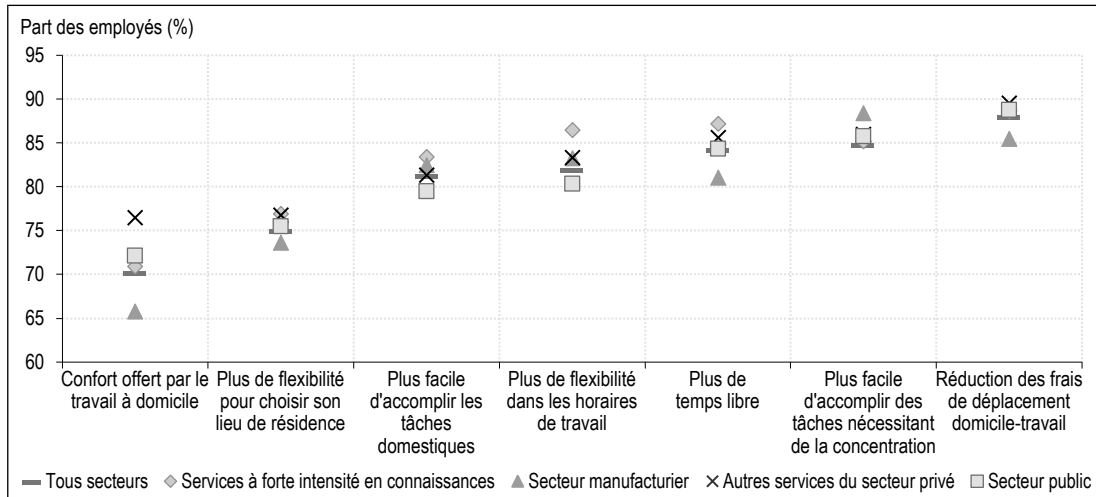 Part des employés (%)
95
90
85
80
75
70
65
60
Confort offert par le
travail à domicile
Plus de flexibilité
pour choisir son
lieu de résidence
Plus facile
d'accomplir les
tâches
domestiques
Plus de flexibilité
dans les horaires
de travail
Plus de
temps libre
Plus facile
d'accomplir des
tâches nécessitant
de la concentration
Réduction des frais
de déplacement
domicile-travail
Tous secteurs
Services à forte intensité en connaissances
Secteur manufacturier
Autres services du secteur privé
Secteur public